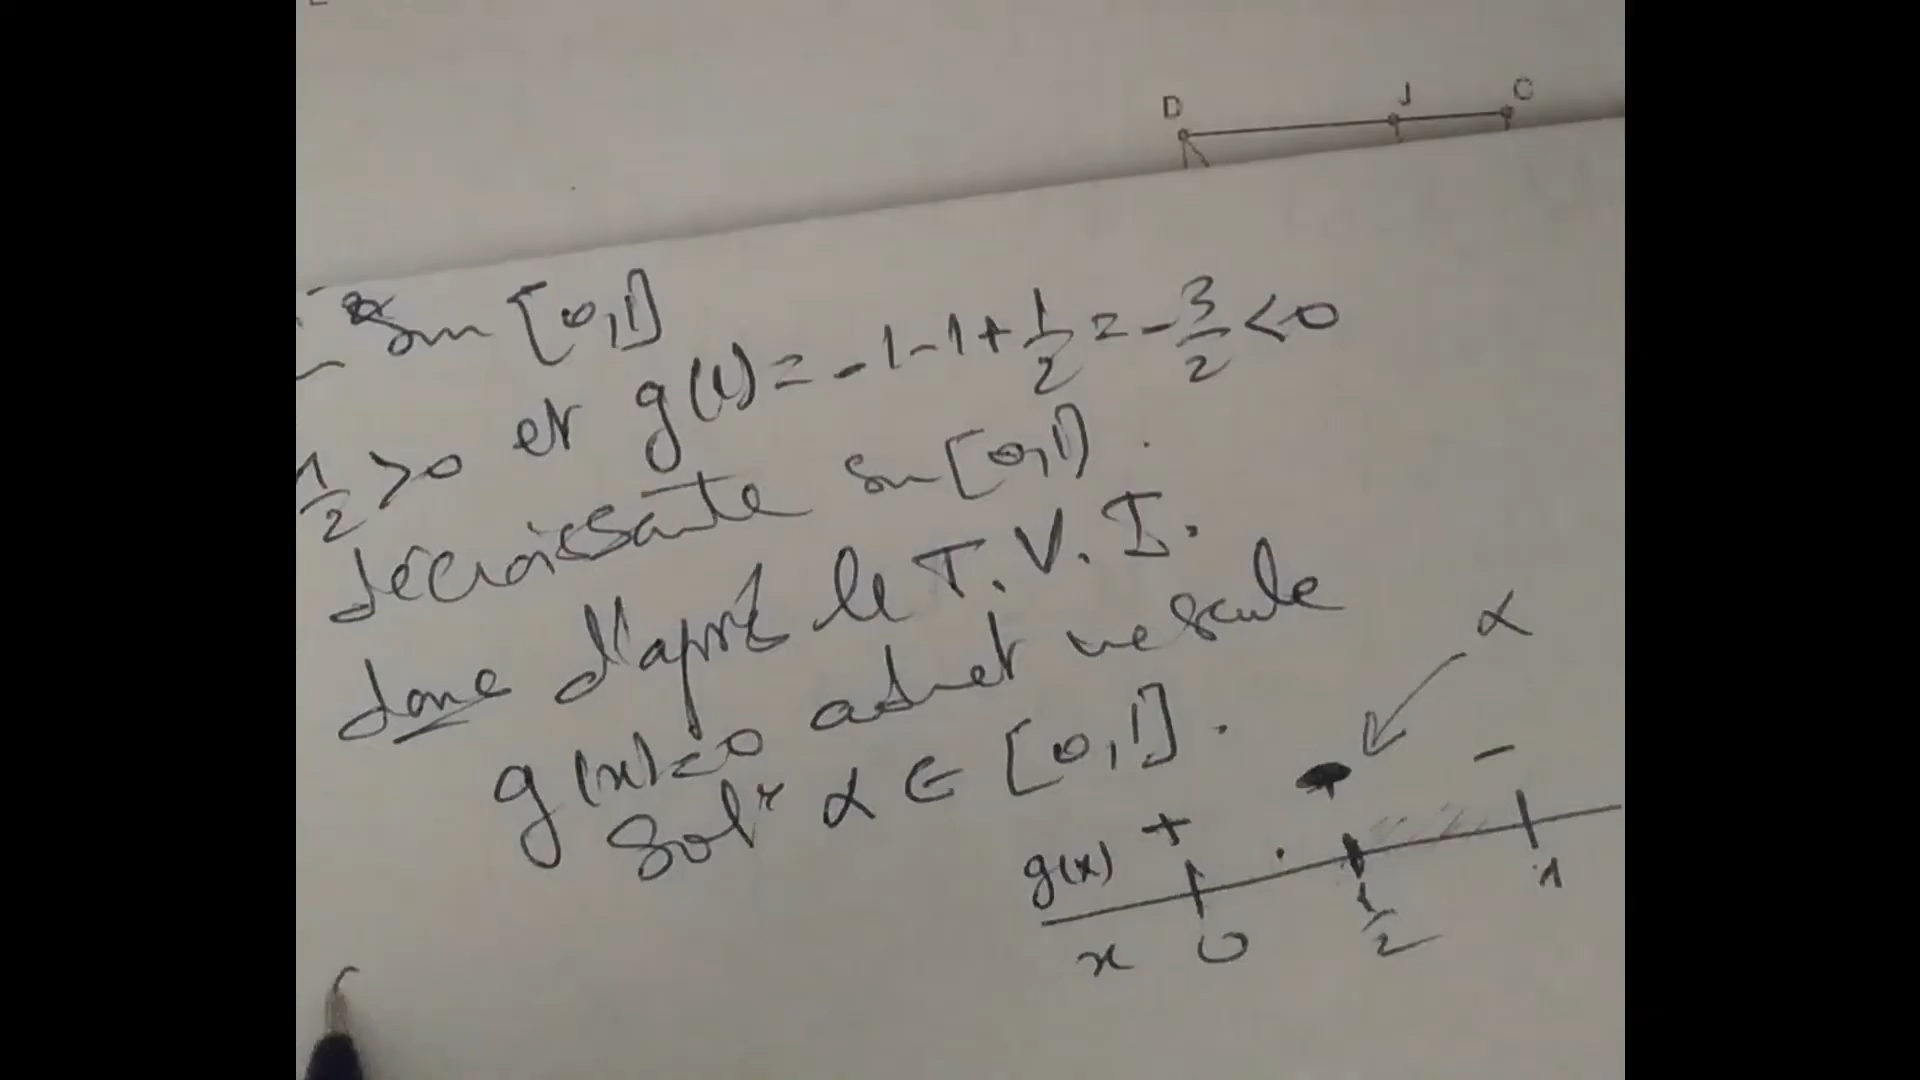 D J C
sur [0,1]
1/2 > 0 et g(1) = -1-1+1/2 = -3/2 < 0
décroissante sur [0,1].
donc d'après le T.V.I.
g(x)=0 admet une seule
solº α ∈ [0,1].
α
g(x) + -
x 0 1/2 1